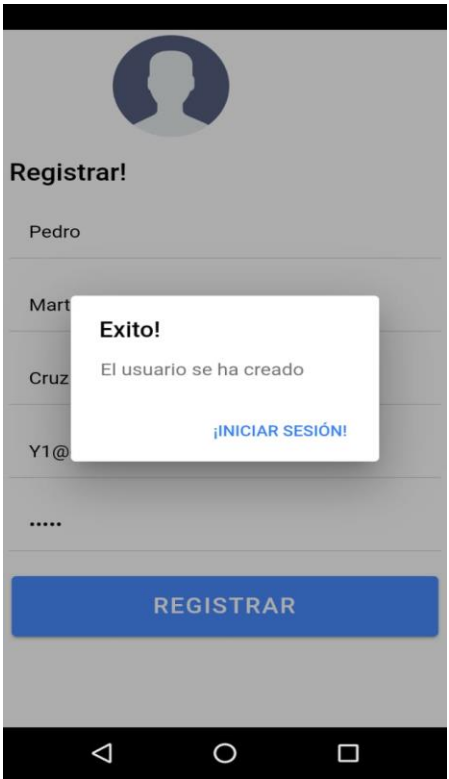 Registrar!
Pedro
Mart
Exito!
El usuario se ha creado
Cruz
¡INICIAR SESIÓN!
Y1@
•••••
REGISTRAR